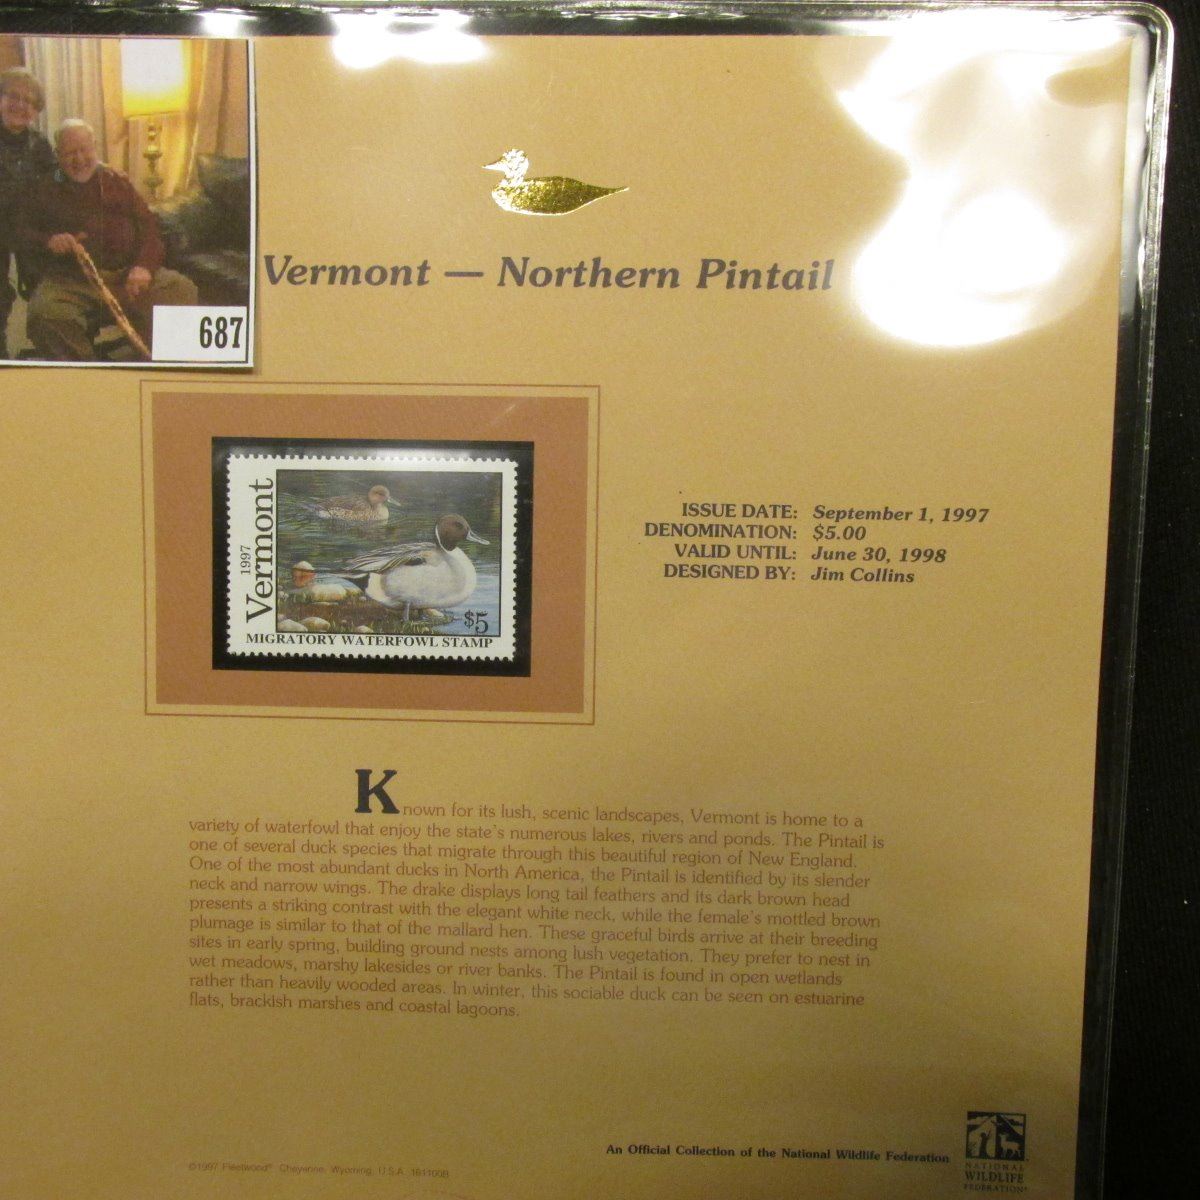 687
Vermont — Northern Pintail
1997
Vermont
$5
MIGRATORY WATERFOWL STAMP
ISSUE DATE: September 1, 1997
DENOMINATION: $5.00
VALID UNTIL: June 30, 1998
DESIGNED BY: Jim Collins
Known for its lush, scenic landscapes, Vermont is home to a
variety of waterfowl that enjoy the state's numerous lakes, rivers and ponds. The Pintail is
one of several duck species that migrate through this beautiful region of New England.
One of the most abundant ducks in North America, the Pintail is identified by its slender
neck and narrow wings. The drake displays long tail feathers and its dark brown head
presents a striking contrast with the elegant white neck, while the female's mottled brown
plumage is similar to that of the mallard hen. These graceful birds arrive at their breeding
sites in early spring, building ground nests among lush vegetation. They prefer to nest in
wet meadows, marshy lakesides or river banks. The Pintail is found in open wetlands
rather than heavily wooded areas. In winter, this sociable duck can be seen on estuarine
flats, brackish marshes and coastal lagoons.
©1997 Fleetwood® Cheyenne, Wyoming, U.S.A. 161100B
An Official Collection of the National Wildlife Federation
NATIONAL
WILDLIFE
FEDERATION®